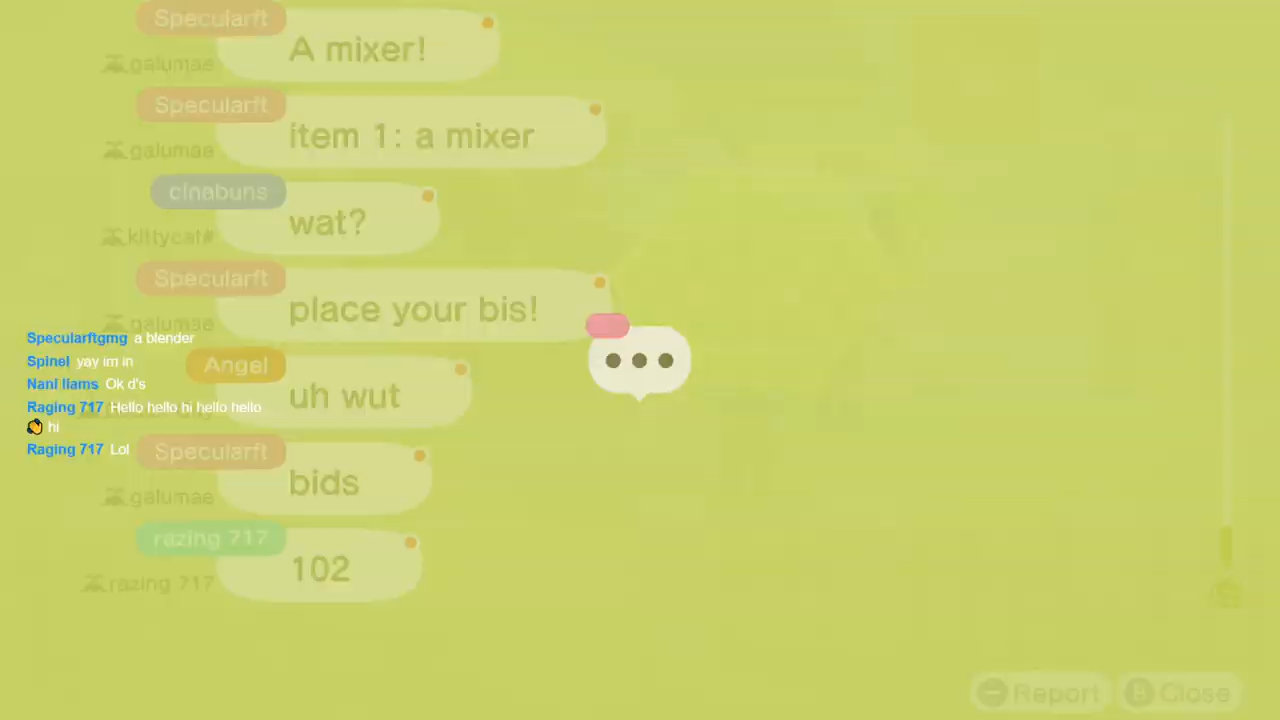 Specularft
A mixer!
galumae
Specularft
item 1: a mixer
galumae
cinabuns
wat?
kittycat#
Specularft
place your bis!
galumae
Specularftgmg a blender
Spinel yay im in
Nani liams Ok d's
Raging 717 Hello hello hi hello hello
👋 hi
Raging 717 Lol
Angel
uh wut
Specularft
bids
galumae
razing 717
102
razing 717
Report
B Close